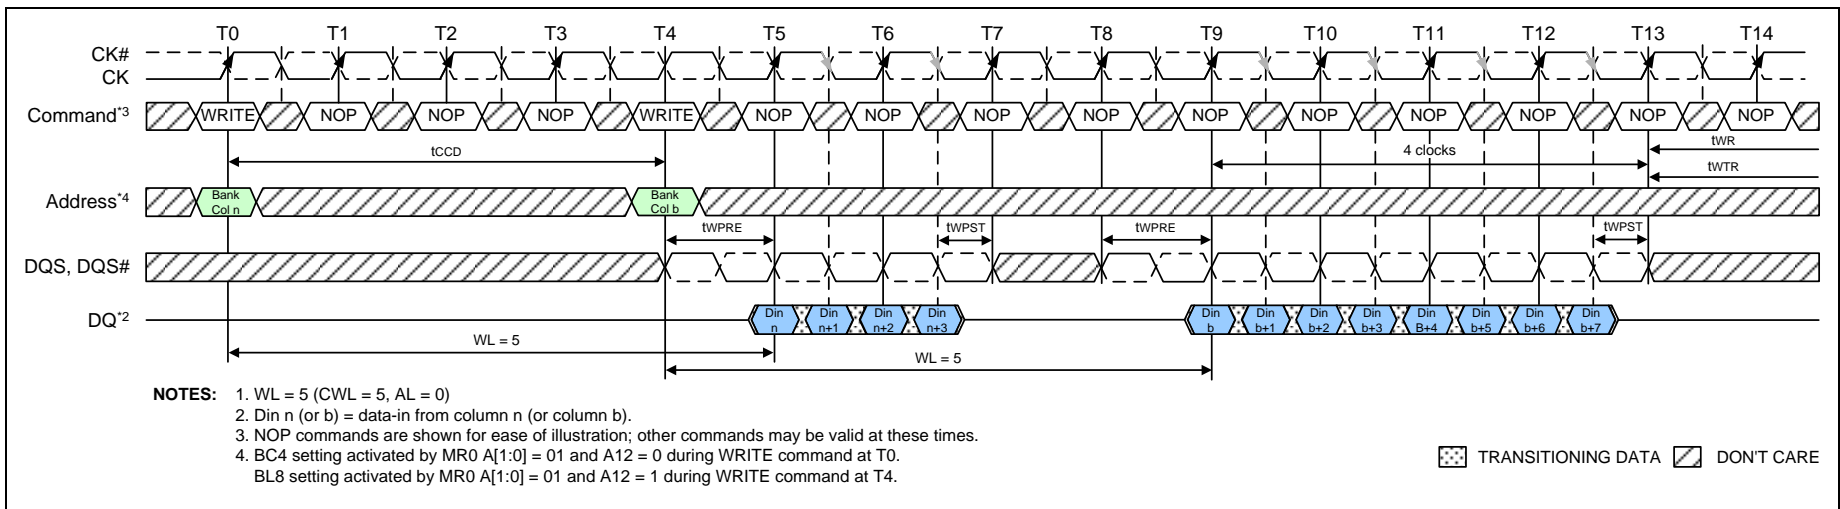 T0 T1 T2 T3 T4 T5 T6 T7 T8 T9 T10 T11 T12 T13 T14
CK#
CK
Command*3 WRITE NOP NOP NOP WRITE NOP NOP NOP NOP NOP NOP NOP NOP NOP NOP
tCCD 4 clocks tWR
tWTR
Address*4 Bank Col n Bank Col b
tWPRE tWPST tWPRE tWPST
DQS, DQS#
DQ*2 Din n Din n+1 Din n+2 Din n+3 Din b Din b+1 Din b+2 Din b+3 Din B+4 Din b+5 Din b+6 Din b+7
WL = 5
WL = 5
NOTES: 1. WL = 5 (CWL = 5, AL = 0)
2. Din n (or b) = data-in from column n (or column b).
3. NOP commands are shown for ease of illustration; other commands may be valid at these times.
4. BC4 setting activated by MR0 A[1:0] = 01 and A12 = 0 during WRITE command at T0.
BL8 setting activated by MR0 A[1:0] = 01 and A12 = 1 during WRITE command at T4.
TRANSITIONING DATA DON'T CARE